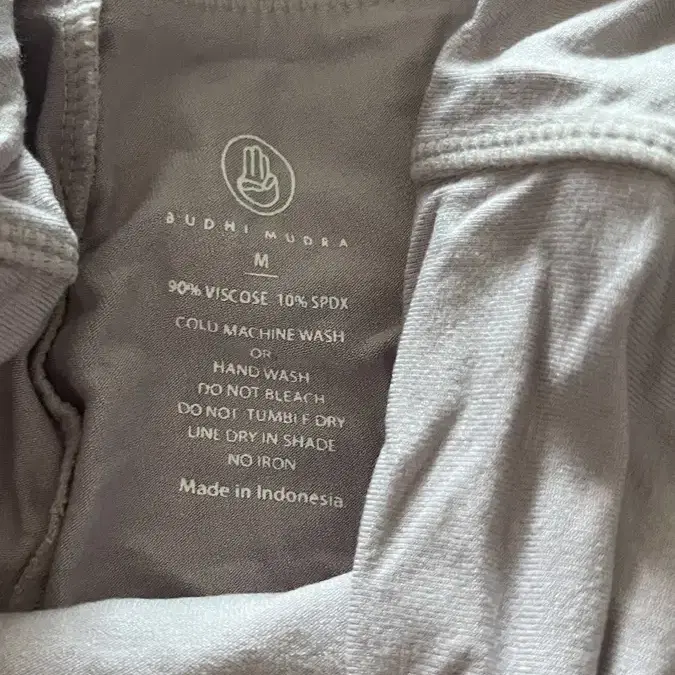 BUDHI MUDRA
M
90% VISCOSE 10% SPDX
COLD MACHINE WASH
OR
HAND WASH
DO NOT BLEACH
DO NOT TUMBLE DRY
LINE DRY IN SHADE
NO IRON
Made in Indonesia